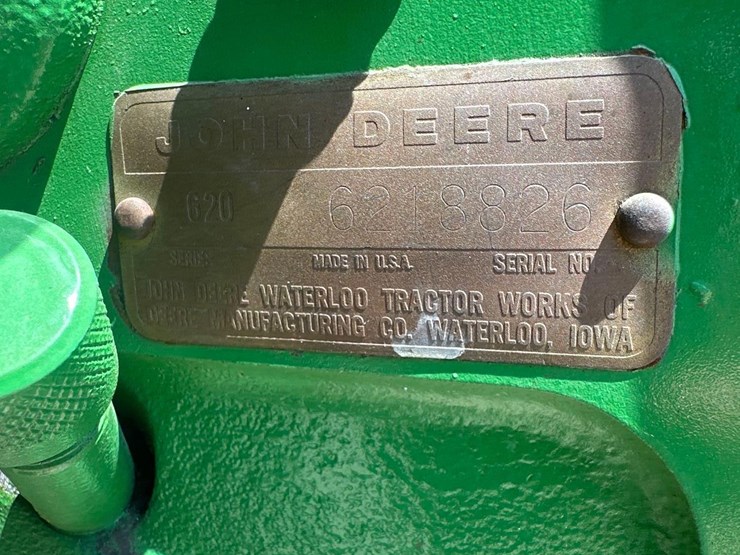 JOHN DEERE
620 6218826
SERIES MADE IN U.S.A. SERIAL NO.
JOHN DEERE WATERLOO TRACTOR WORKS OF
DEERE MANUFACTURING CO. WATERLOO, IOWA